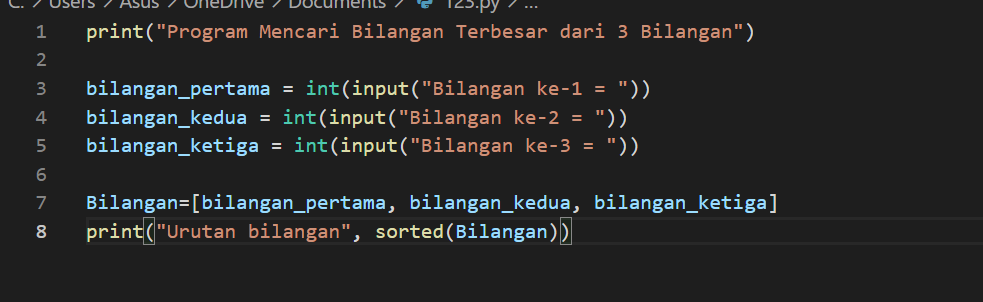 C: > Users > Asus > OneDrive > Documents > 123.py > ...
1 print("Program Mencari Bilangan Terbesar dari 3 Bilangan")
2
3 bilangan_pertama = int(input("Bilangan ke-1 = "))
4 bilangan_kedua = int(input("Bilangan ke-2 = "))
5 bilangan_ketiga = int(input("Bilangan ke-3 = "))
6
7 Bilangan=[bilangan_pertama, bilangan_kedua, bilangan_ketiga]
8 print("Urutan bilangan", sorted(Bilangan))